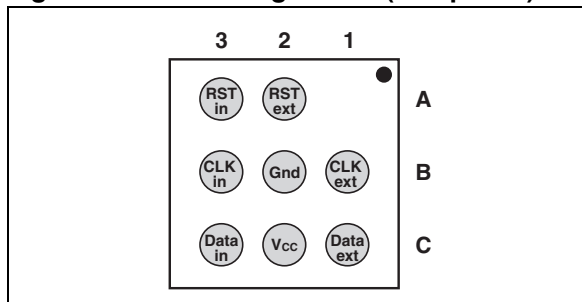 3 2 1
RST in RST ext A
CLK in Gnd CLK ext B
Data in Vcc Data ext C